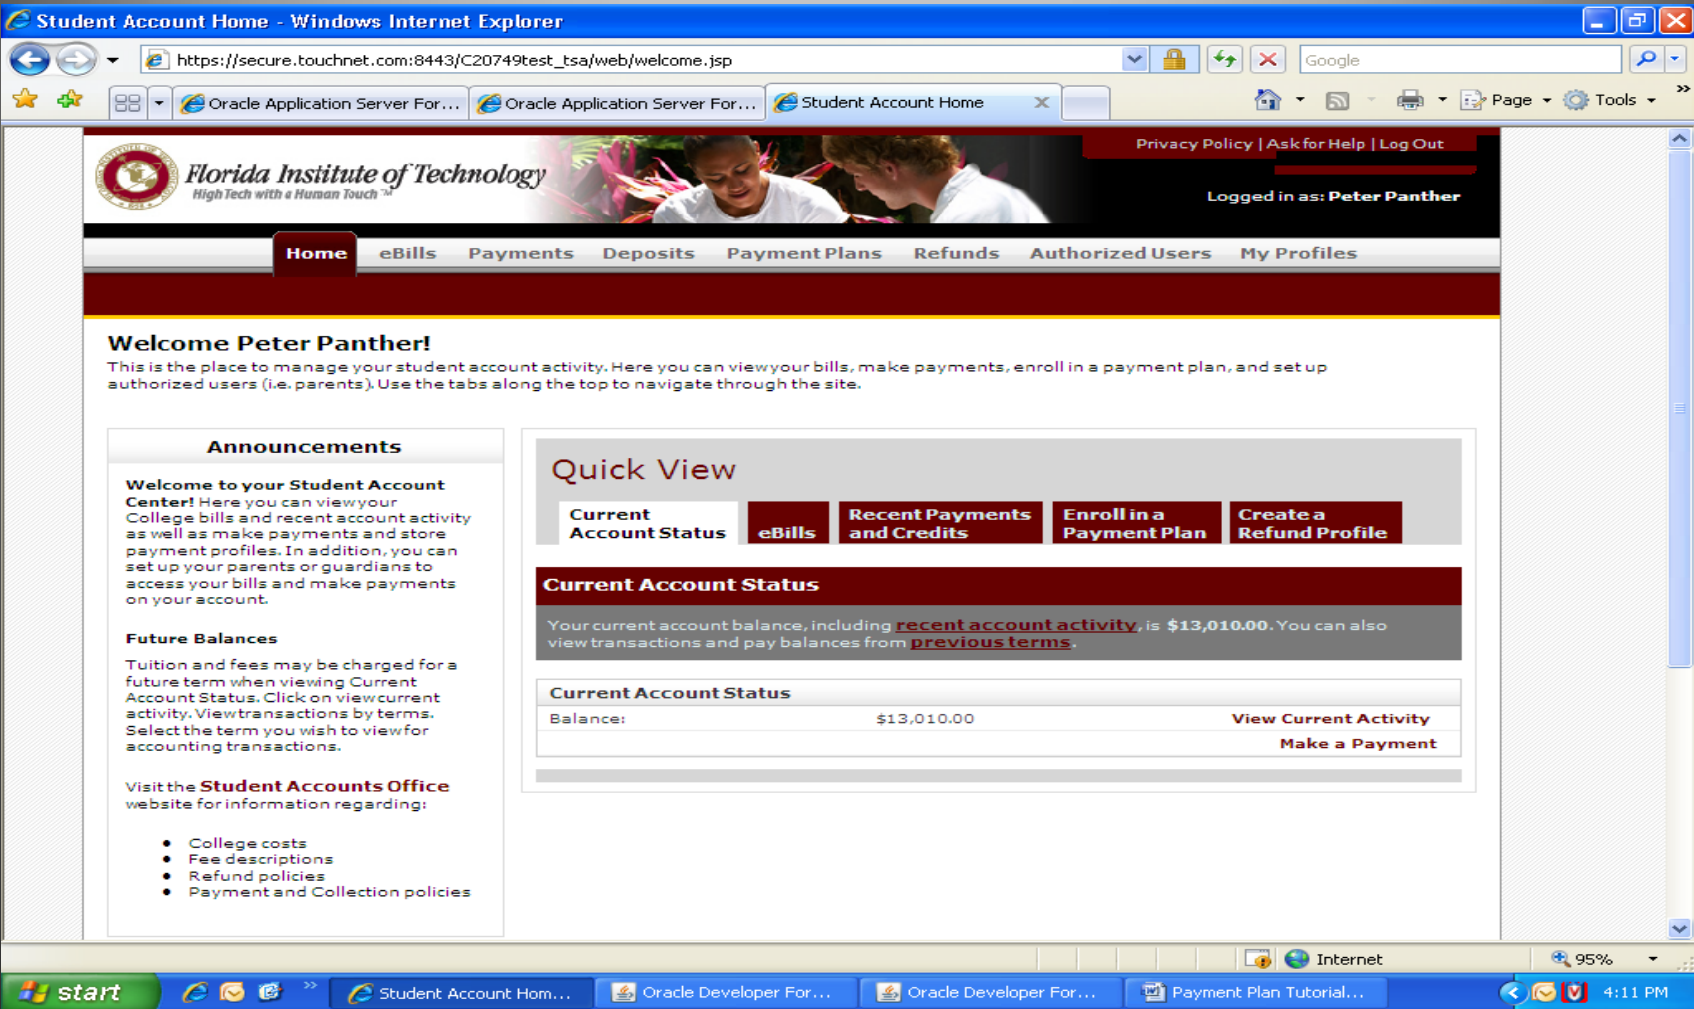 Student Account Home - Windows Internet Explorer
https://secure.touchnet.com:8443/C20749test_tsa/web/welcome.jsp
Google
Oracle Application Server For...
Oracle Application Server For...
Student Account Home
Page
Tools
Florida Institute of Technology
High Tech with a Human Touch ™
Privacy Policy | Ask for Help | Log Out
Logged in as: Peter Panther
Home eBills Payments Deposits Payment Plans Refunds Authorized Users My Profiles
Welcome Peter Panther!
This is the place to manage your student account activity. Here you can view your bills, make payments, enroll in a payment plan, and set up
authorized users (i.e. parents). Use the tabs along the top to navigate through the site.
Announcements
Welcome to your Student Account
Center! Here you can view your
College bills and recent account activity
as well as make payments and store
payment profiles. In addition, you can
set up your parents or guardians to
access your bills and make payments
on your account.
Future Balances
Tuition and fees may be charged for a
future term when viewing Current
Account Status. Click on view current
activity. View transactions by terms.
Select the term you wish to view for
accounting transactions.
Visit the Student Accounts Office
website for information regarding:
• College costs
• Fee descriptions
• Refund policies
• Payment and Collection policies
Quick View
Current
Account Status
eBills
Recent Payments
and Credits
Enroll in a
Payment Plan
Create a
Refund Profile
Current Account Status
Your current account balance, including recent account activity, is $13,010.00. You can also
view transactions and pay balances from previous terms.
Current Account Status
Balance: $13,010.00 View Current Activity
Make a Payment
Internet
95%
start
Student Account Hom...
Oracle Developer For...
Oracle Developer For...
Payment Plan Tutorial...
4:11 PM